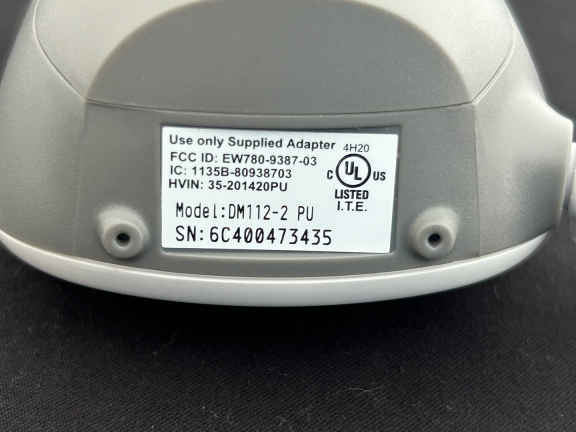 Use only Supplied Adapter 4H20
FCC ID: EW780-9387-03
IC: 1135B-80938703
HVIN: 35-201420PU
C UL US
LISTED
I.T.E.
Model:DM112-2 PU
SN:6C400473435